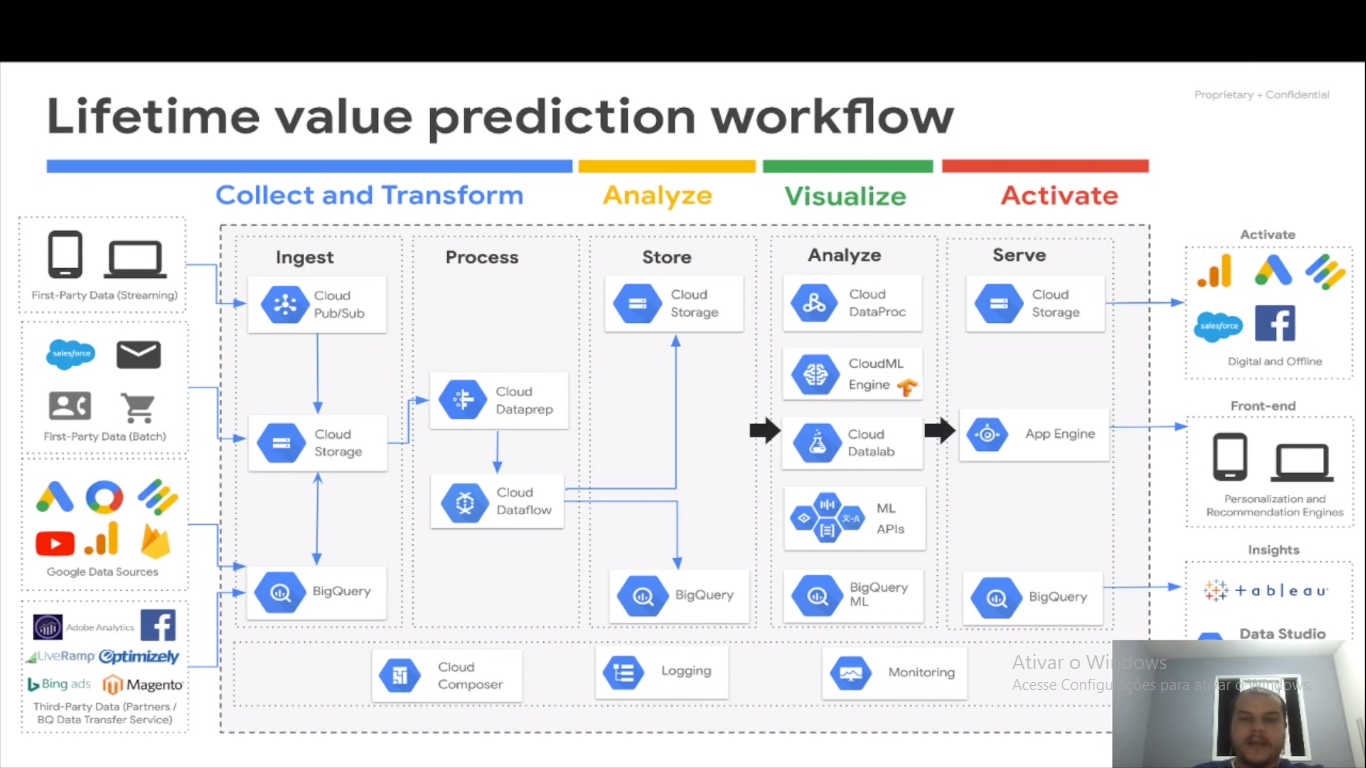 Proprietary + Confidential
Lifetime value prediction workflow
Collect and Transform
Analyze
Visualize
Activate
First-Party Data (Streaming)
salesforce
First-Party Data (Batch)
Google Data Sources
Adobe Analytics
LiveRamp
Optimizely
Bing ads
Magento
Third-Party Data (Partners /
BQ Data Transfer Service)
Ingest
Cloud
Pub/Sub
Cloud
Storage
BigQuery
Process
Cloud
Dataprep
Cloud
Dataflow
Store
Cloud
Storage
BigQuery
Analyze
Cloud
DataProc
CloudML
Engine
Cloud
Datalab
ML
APIs
BigQuery
ML
Serve
Cloud
Storage
App Engine
BigQuery
Cloud
Composer
Logging
Monitoring
Activate
salesforce
Digital and Offline
Front-end
Personalization and
Recommendation Engines
Insights
+ableau
Data Studio
Ativar o Windows
Acesse Configurações para ativar o Windows.